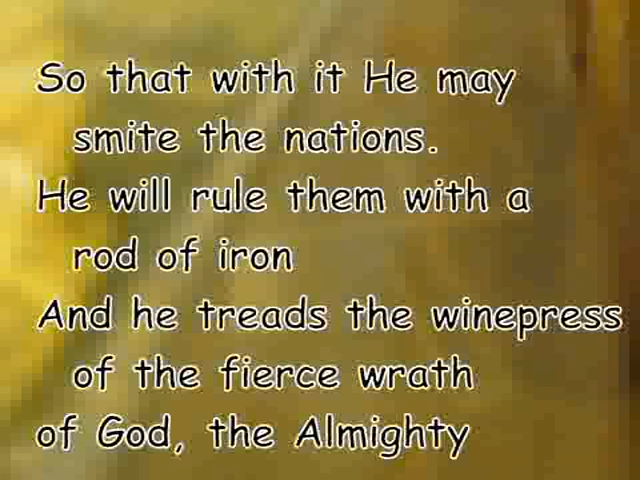 So that with it He may
smite the nations.
He will rule them with a
rod of iron
And he treads the winepress
of the fierce wrath
of God, the Almighty